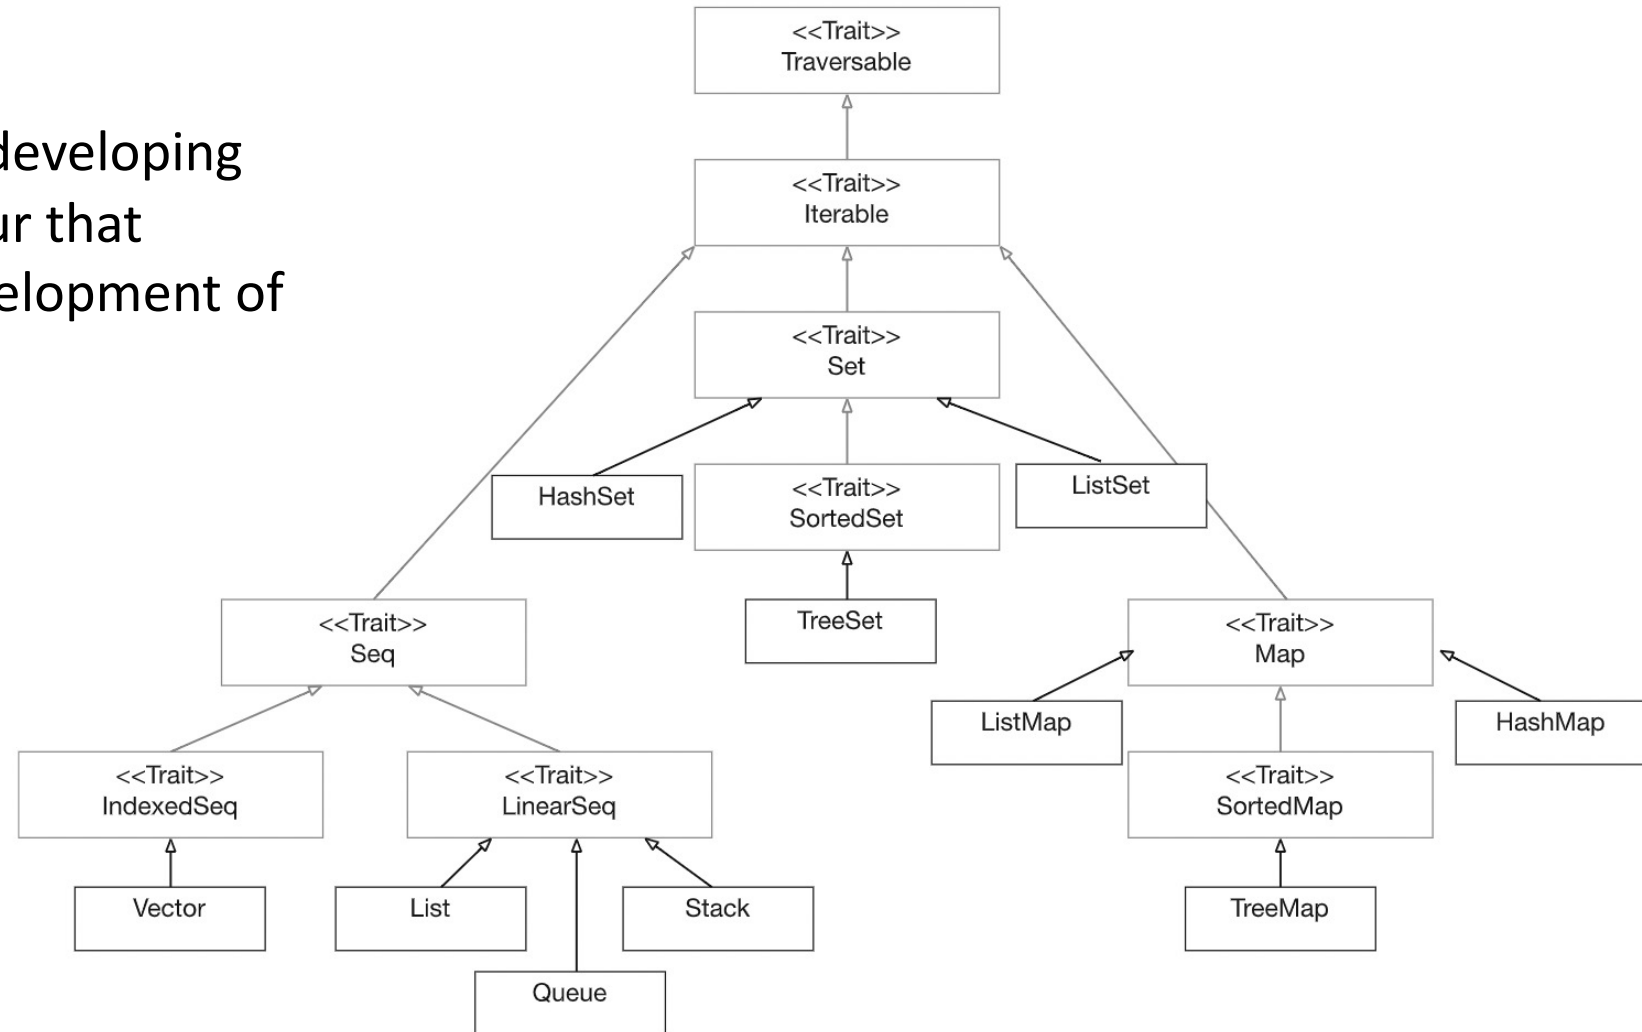 developing
ur that
elopment of
<<Trait>>
Traversable
<<Trait>>
Iterable
<<Trait>>
Set
HashSet
<<Trait>>
SortedSet
ListSet
TreeSet
<<Trait>>
Seq
<<Trait>>
Map
ListMap
HashMap
<<Trait>>
IndexedSeq
<<Trait>>
LinearSeq
<<Trait>>
SortedMap
Vector
List
Stack
TreeMap
Queue